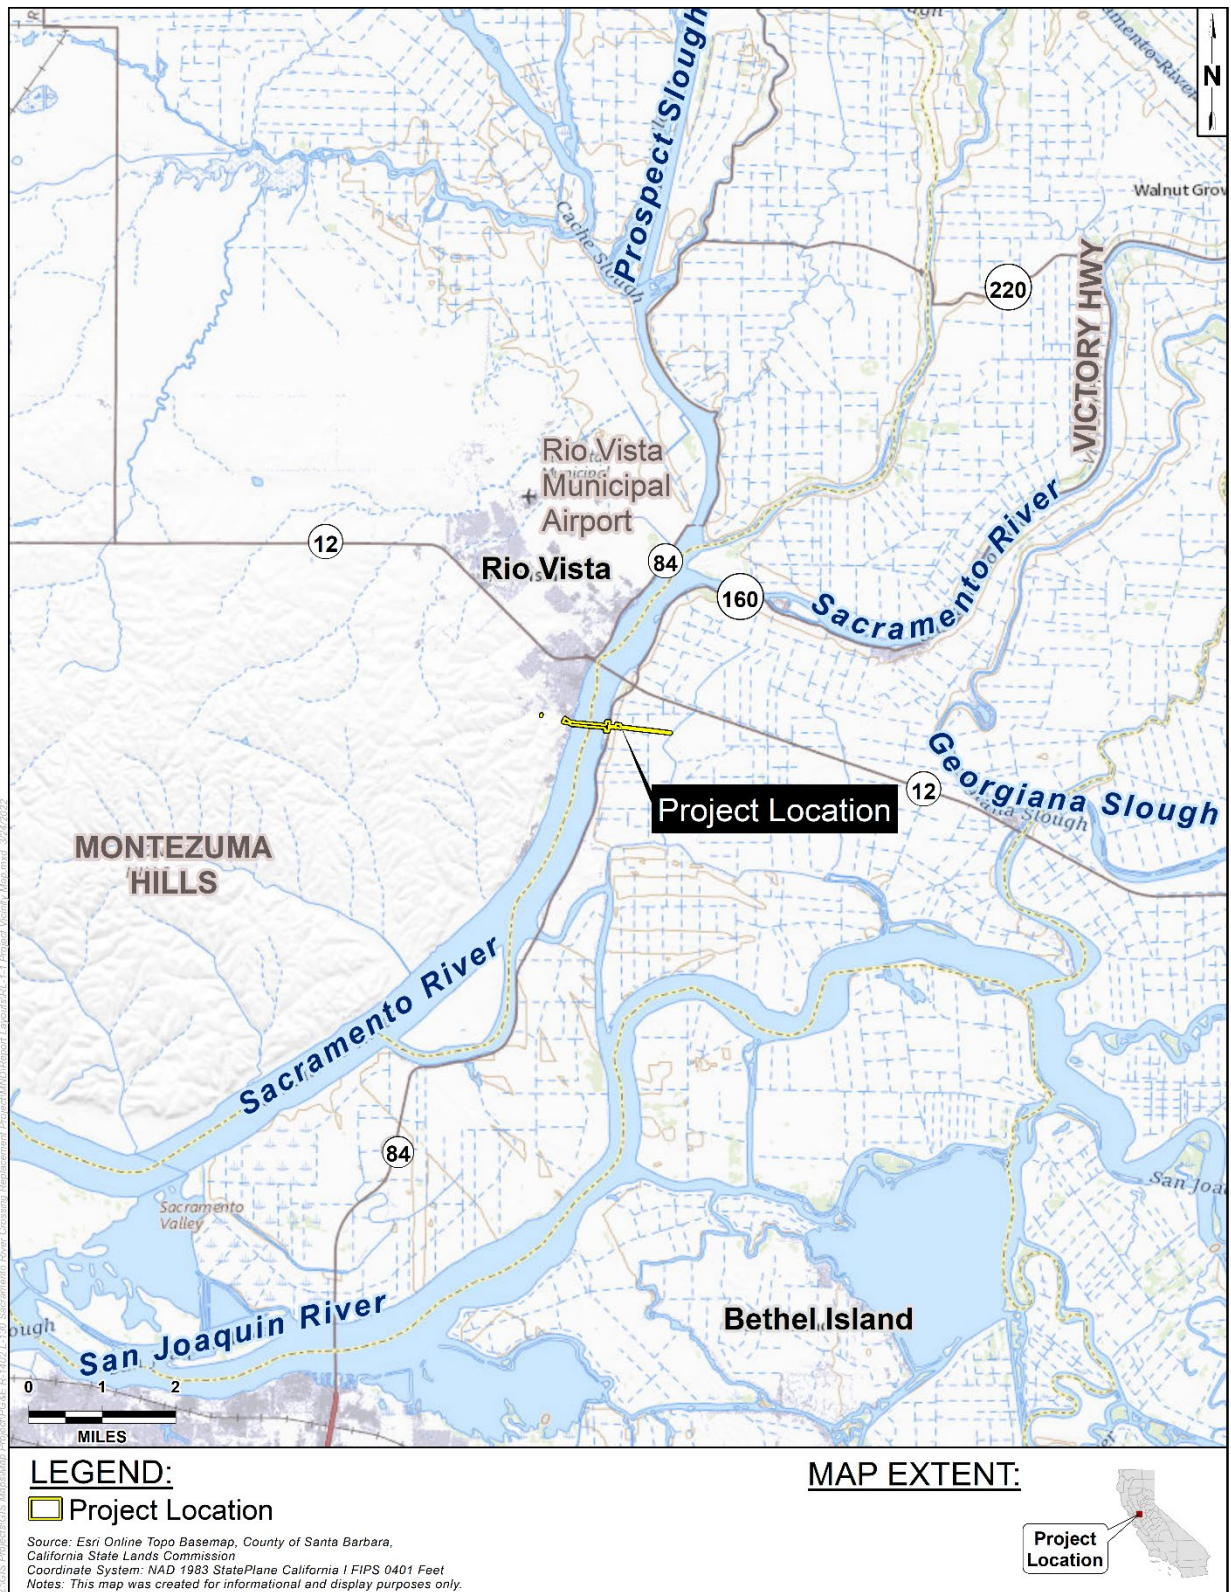 N
Prospect Slough
Cache Slough
Walnut Grov
220
VICTORY HWY
Rio Vista
Municipal
Airport
12
Rio Vista
84
160
Sacramento River
Georgiana Slough
12
Project Location
MONTEZUMA
HILLS
Sacramento River
84
Sacramento
Valley
San Joa
Bethel Island
San Joaquin River
ough
0 1 2
MILES
LEGEND:
Project Location
MAP EXTENT:
Project
Location
Source: Esri Online Topo Basemap, County of Santa Barbara,
California State Lands Commission
Coordinate System: NAD 1983 StatePlane California I FIPS 0401 Feet
Notes: This map was created for informational and display purposes only.